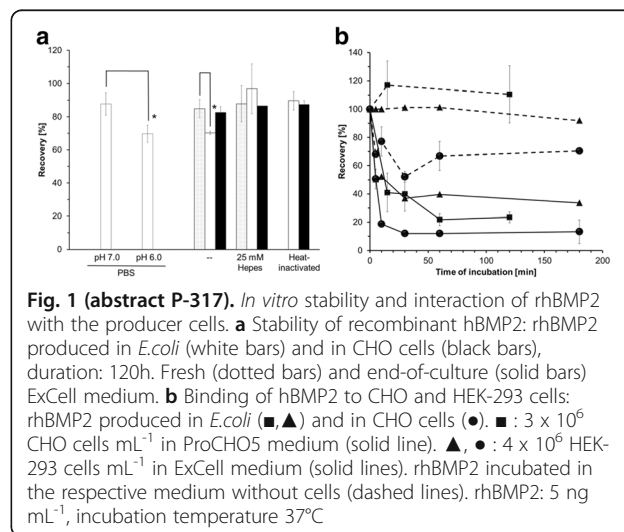 a
120
100
80
60
40
20
0
Recovery [%]
*
*
pH 7.0
pH 6.0
PBS
--
25 mM
Hepes
Heat-
inactivated
b
140
120
100
80
60
40
20
0
Recovery [%]
0
50
100
150
200
Time of incubation [min]
Fig. 1 (abstract P-317). In vitro stability and interaction of rhBMP2
with the producer cells. a Stability of recombinant hBMP2: rhBMP2
produced in E.coli (white bars) and in CHO cells (black bars),
duration: 120h. Fresh (dotted bars) and end-of-culture (solid bars)
ExCell medium. b Binding of hBMP2 to CHO and HEK-293 cells:
rhBMP2 produced in E.coli (■,▲) and in CHO cells (●). ■ : 3 x 10⁶
CHO cells mL⁻¹ in ProCHO5 medium (solid line). ▲, ● : 4 x 10⁶ HEK-
293 cells mL⁻¹ in ExCell medium (solid lines). rhBMP2 incubated in
the respective medium without cells (dashed lines). rhBMP2: 5 ng
mL⁻¹, incubation temperature 37°C